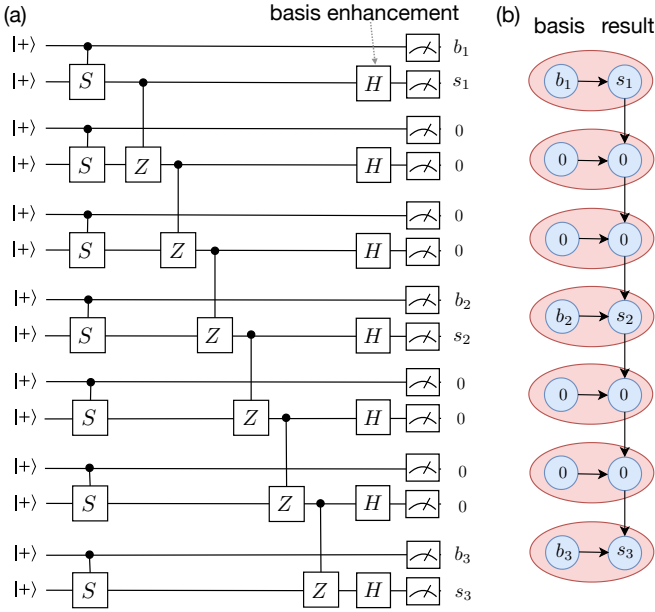 (a)
basis enhancement
|+⟩ b₁
|+⟩ S H s₁
|+⟩ 0
|+⟩ S Z H 0
|+⟩ 0
|+⟩ S Z H 0
|+⟩ b₂
|+⟩ S Z H s₂
|+⟩ 0
|+⟩ S Z H 0
|+⟩ 0
|+⟩ S Z H 0
|+⟩ b₃
|+⟩ S Z H s₃
(b)
basis result
b₁ s₁
0 0
0 0
b₂ s₂
0 0
0 0
b₃ s₃